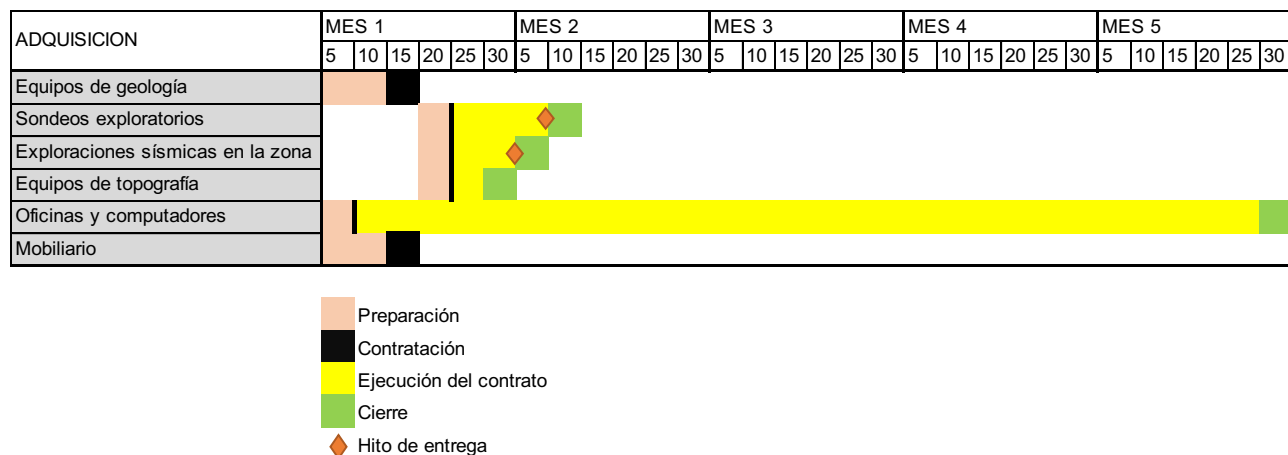 ADQUISICION
MES 1 MES 2 MES 3 MES 4 MES 5
5 10 15 20 25 30 5 10 15 20 25 30 5 10 15 20 25 30 5 10 15 20 25 30 5 10 15 20 25 30
Equipos de geología
Sondeos exploratorios
Exploraciones sísmicas en la zona
Equipos de topografía
Oficinas y computadores
Mobiliario
Preparación
Contratación
Ejecución del contrato
Cierre
Hito de entrega